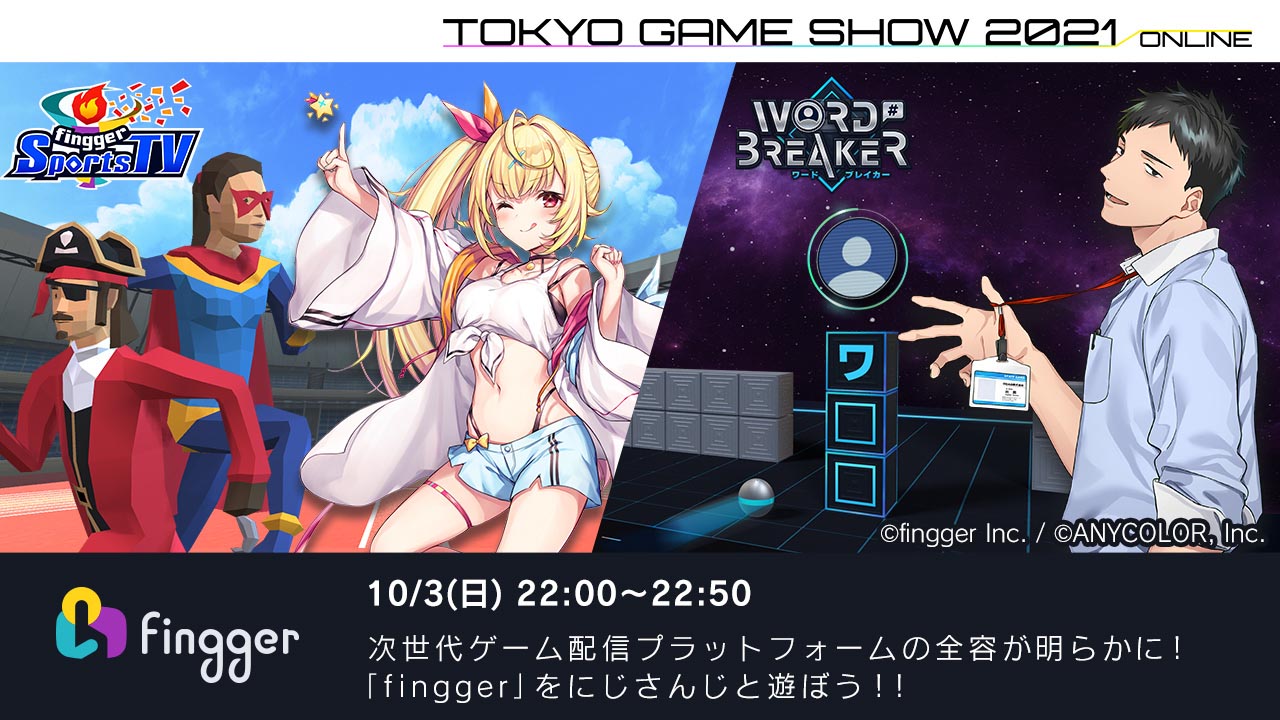 TOKYO GAME SHOW 2021 ONLINE
fingger
Sports TV
WORD
#
BREAKER
ワード ブレイカー
ワ
©fingger Inc. / ©ANYCOLOR, Inc.
fingger
10/3(日) 22:00～22:50
次世代ゲーム配信プラットフォームの全容が明らかに！
「fingger」をにじさんじと遊ぼう！！